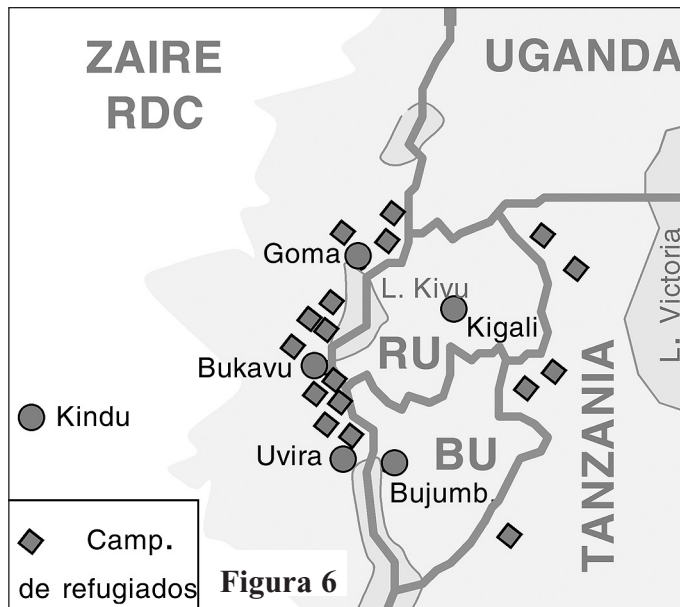 ZAIRE
RDC
UGANDA
Goma
L. Kivu
Kigali
L. Victoria
RU
Bukavu
Kindu
TANZANIA
Uvira
BU
Bujumb.
Camp.
de refugiados
Figura 6